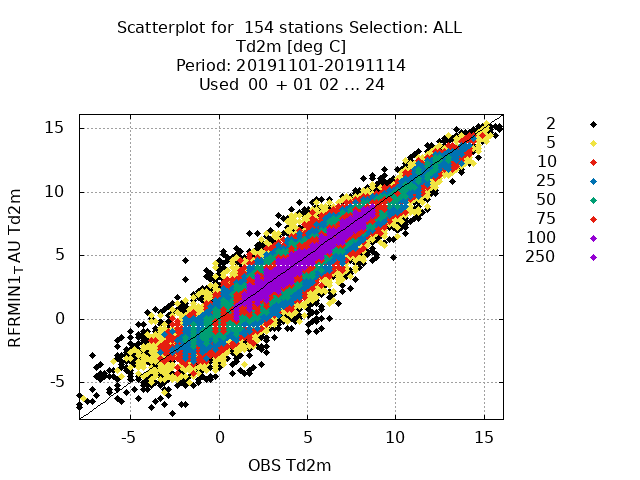 Scatterplot for  154 stations Selection: ALL
Td2m [deg C]
Period: 20191101-20191114
Used  00 + 01 02 ... 24
RFRMIN1_T AU Td2m
15
10
5
0
-5
-5 0 5 10 15
OBS Td2m
2
5
10
25
50
75
100
250